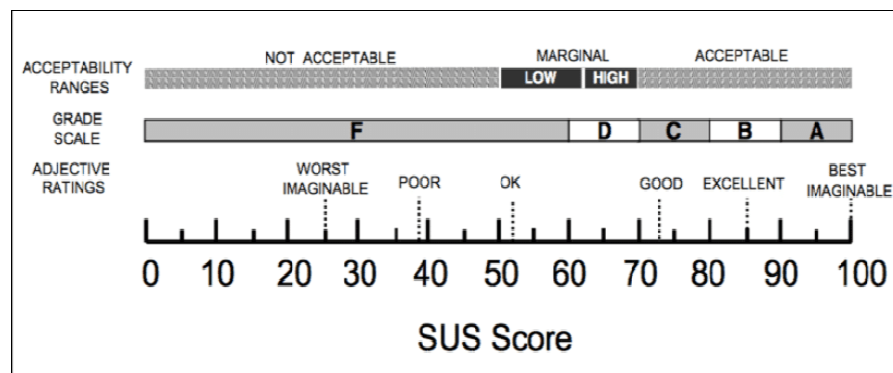 NOT ACCEPTABLE
MARGINAL
ACCEPTABLE
ACCEPTABILITY
RANGES
LOW
HIGH
GRADE
SCALE
F
D
C
B
A
ADJECTIVE
RATINGS
WORST
IMAGINABLE
POOR
OK
GOOD
EXCELLENT
BEST
IMAGINABLE
0 10 20 30 40 50 60 70 80 90 100
SUS Score